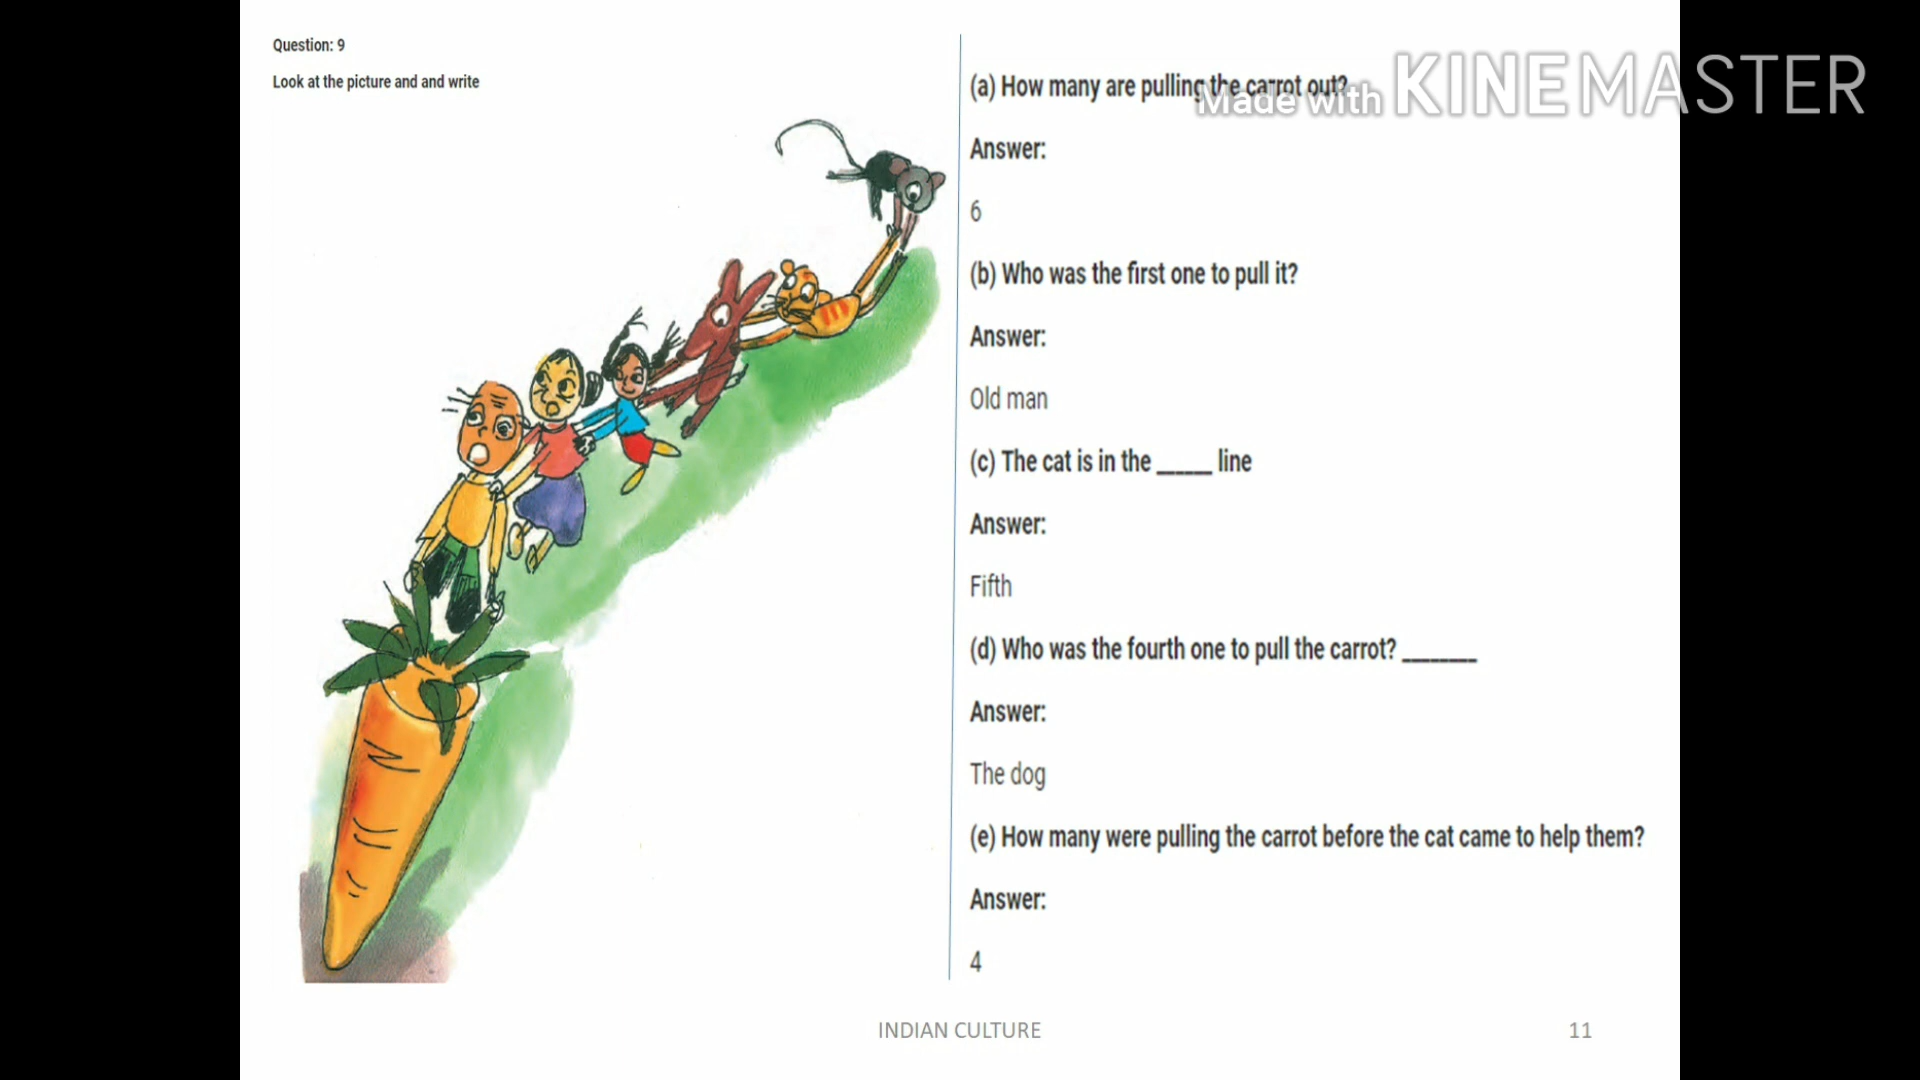 Question: 9
Look at the picture and and write
(a) How many are pulling the carrot out?
Made with KINEMASTER
Answer:
6
(b) Who was the first one to pull it?
Answer:
Old man
(c) The cat is in the ______ line
Answer:
Fifth
(d) Who was the fourth one to pull the carrot? ________
Answer:
The dog
(e) How many were pulling the carrot before the cat came to help them?
Answer:
4
INDIAN CULTURE
11